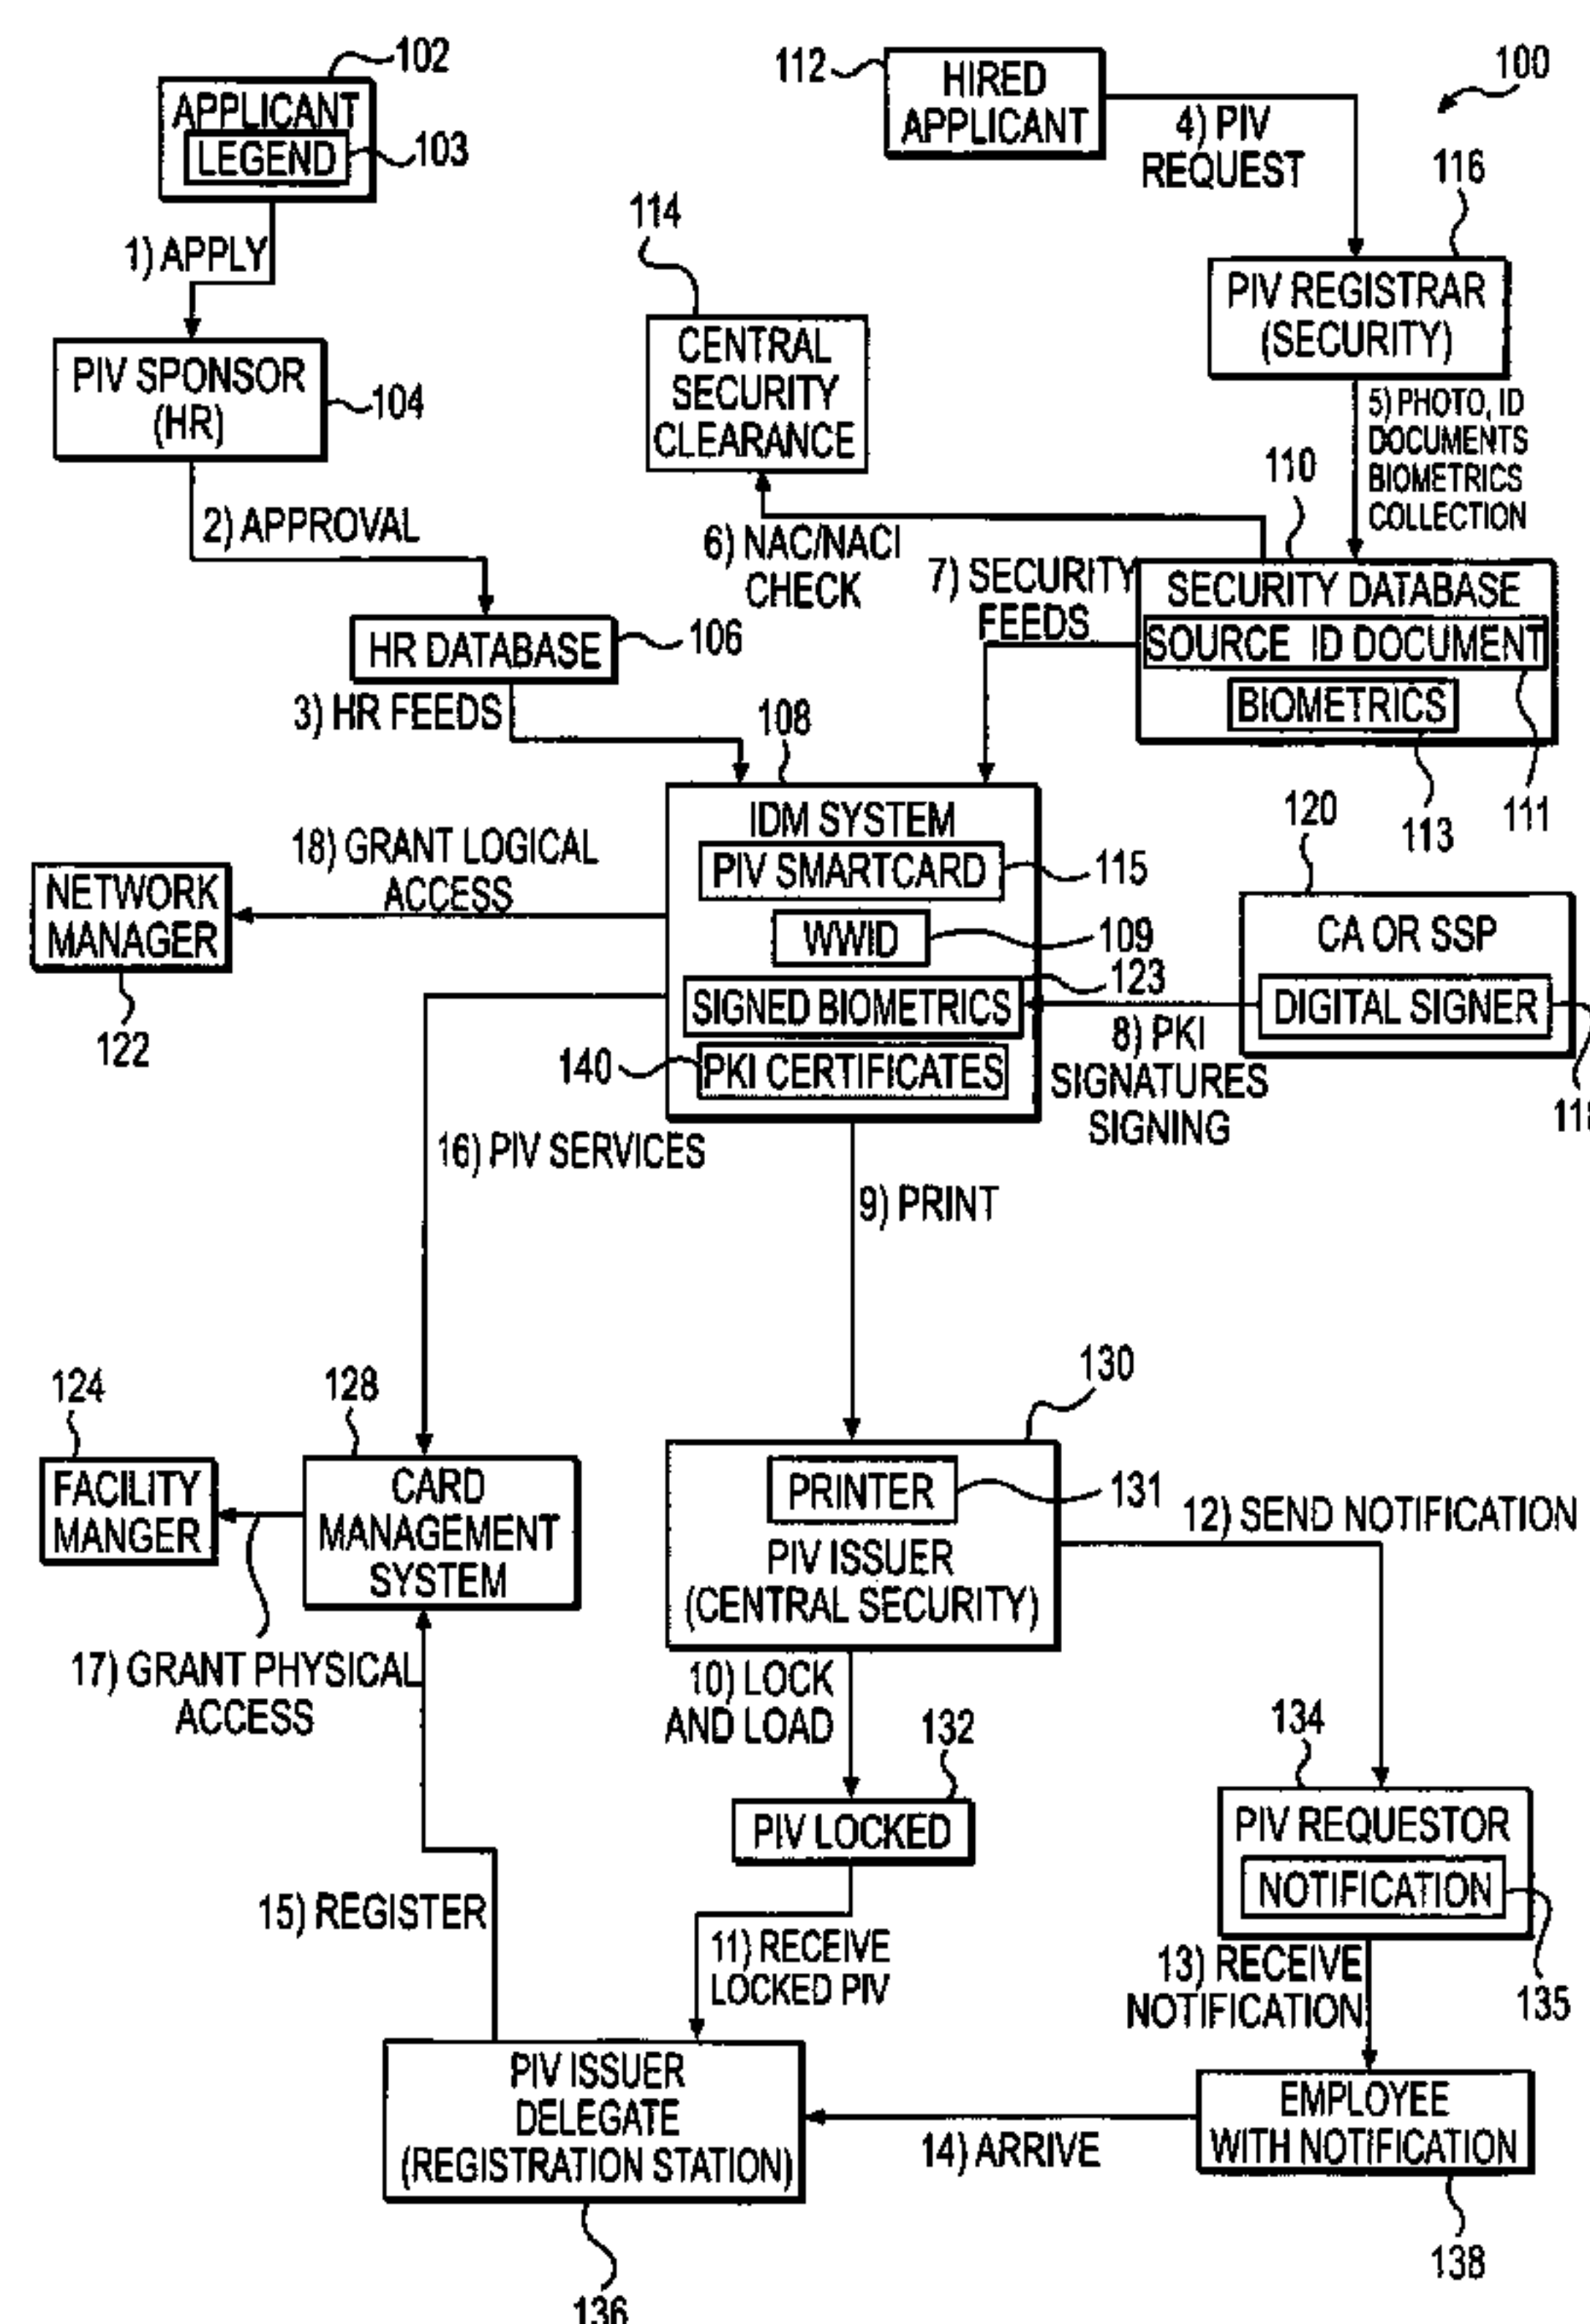 102
APPLICANT
LEGEND
103
112
HIRED
APPLICANT
100
4) PIV
REQUEST
116
114
1) APPLY
PIV REGISTRAR
(SECURITY)
CENTRAL
SECURITY
CLEARANCE
PIV SPONSOR
(HR)
104
5) PHOTO, ID
DOCUMENTS
BIOMETRICS
COLLECTION
110
2) APPROVAL
6) NAC/NACI
CHECK
7) SECURITY
FEEDS
SECURITY DATABASE
SOURCE ID DOCUMENT
BIOMETRICS
HR DATABASE
106
3) HR FEEDS
108
111
113
120
IDM SYSTEM
PIV SMARTCARD
115
WWID
109
123
SIGNED BIOMETRICS
140
PKI CERTIFICATES
18) GRANT LOGICAL
ACCESS
NETWORK
MANAGER
122
CA OR SSP
DIGITAL SIGNER
8) PKI
SIGNATURES
SIGNING
16) PIV SERVICES
9) PRINT
130
124
128
FACILITY
MANGER
CARD
MANAGEMENT
SYSTEM
PRINTER
131
PIV ISSUER
(CENTRAL SECURITY)
12) SEND NOTIFICATION
17) GRANT PHYSICAL
ACCESS
10) LOCK
AND LOAD
132
134
PIV LOCKED
PIV REQUESTOR
NOTIFICATION
135
15) REGISTER
11) RECEIVE
LOCKED PIV
13) RECEIVE
NOTIFICATION
PIV ISSUER
DELEGATE
(REGISTRATION STATION)
14) ARRIVE
EMPLOYEE
WITH NOTIFICATION
138
136